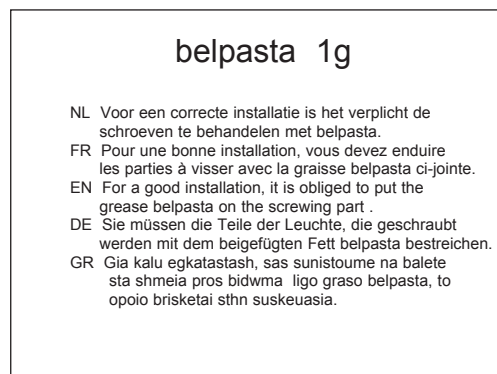 belpasta 1g
NL Voor een correcte installatie is het verplicht de
schroeven te behandelen met belpasta.
FR Pour une bonne installation, vous devez enduire
les parties à visser avec la graisse belpasta ci-jointe.
EN For a good installation, it is obliged to put the
grease belpasta on the screwing part .
DE Sie müssen die Teile der Leuchte, die geschraubt
werden mit dem beigefügten Fett belpasta bestreichen.
GR Gia kalu egkatastash, sas sunistoume na balete
sta shmeia pros bidwma ligo graso belpasta, to
opoio brisketai sthn suskeuasia.